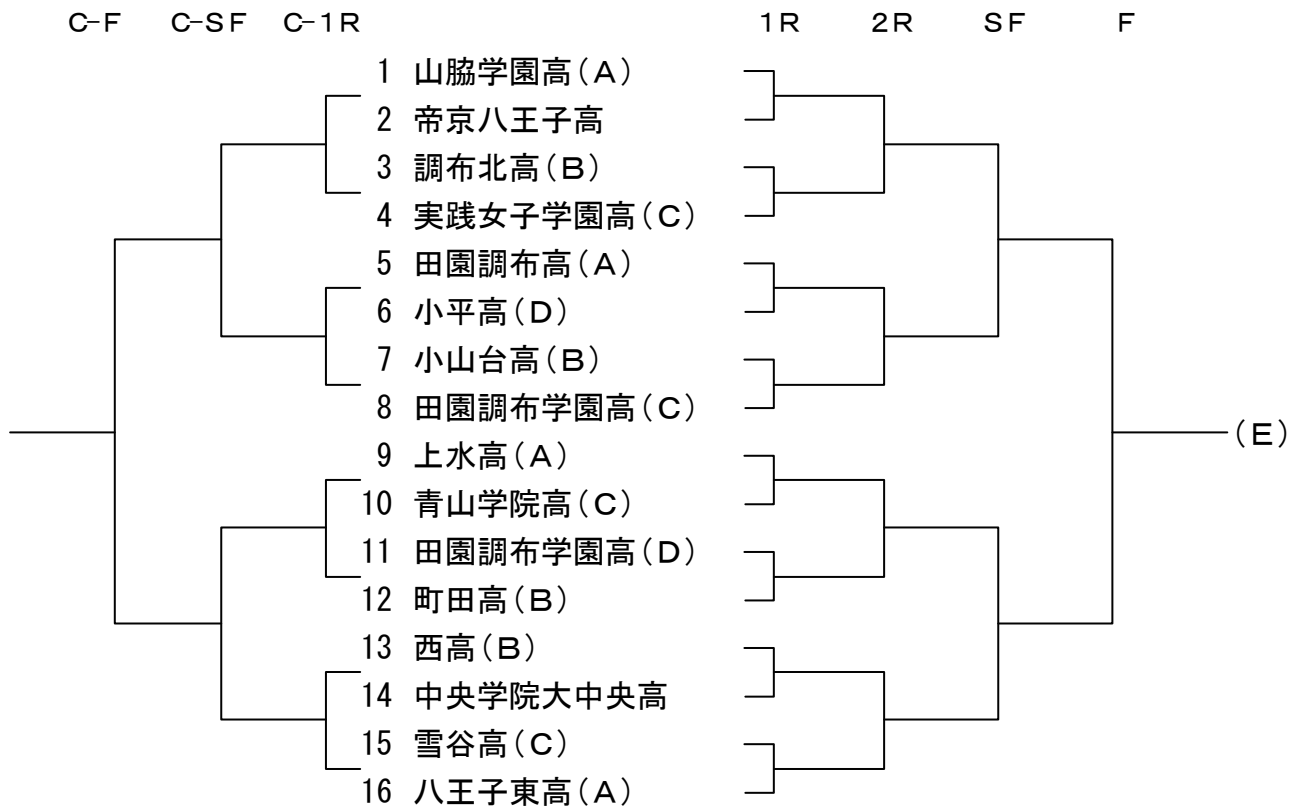 C-F C-SF C-1R 1R 2R SF F
1 山脇学園高(A)
2 帝京八王子高
3 調布北高(B)
4 実践女子学園高(C)
5 田園調布高(A)
6 小平高(D)
7 小山台高(B)
8 田園調布学園高(C)
(E)
9 上水高(A)
10 青山学院高(C)
11 田園調布学園高(D)
12 町田高(B)
13 西高(B)
14 中央学院大中央高
15 雪谷高(C)
16 八王子東高(A)